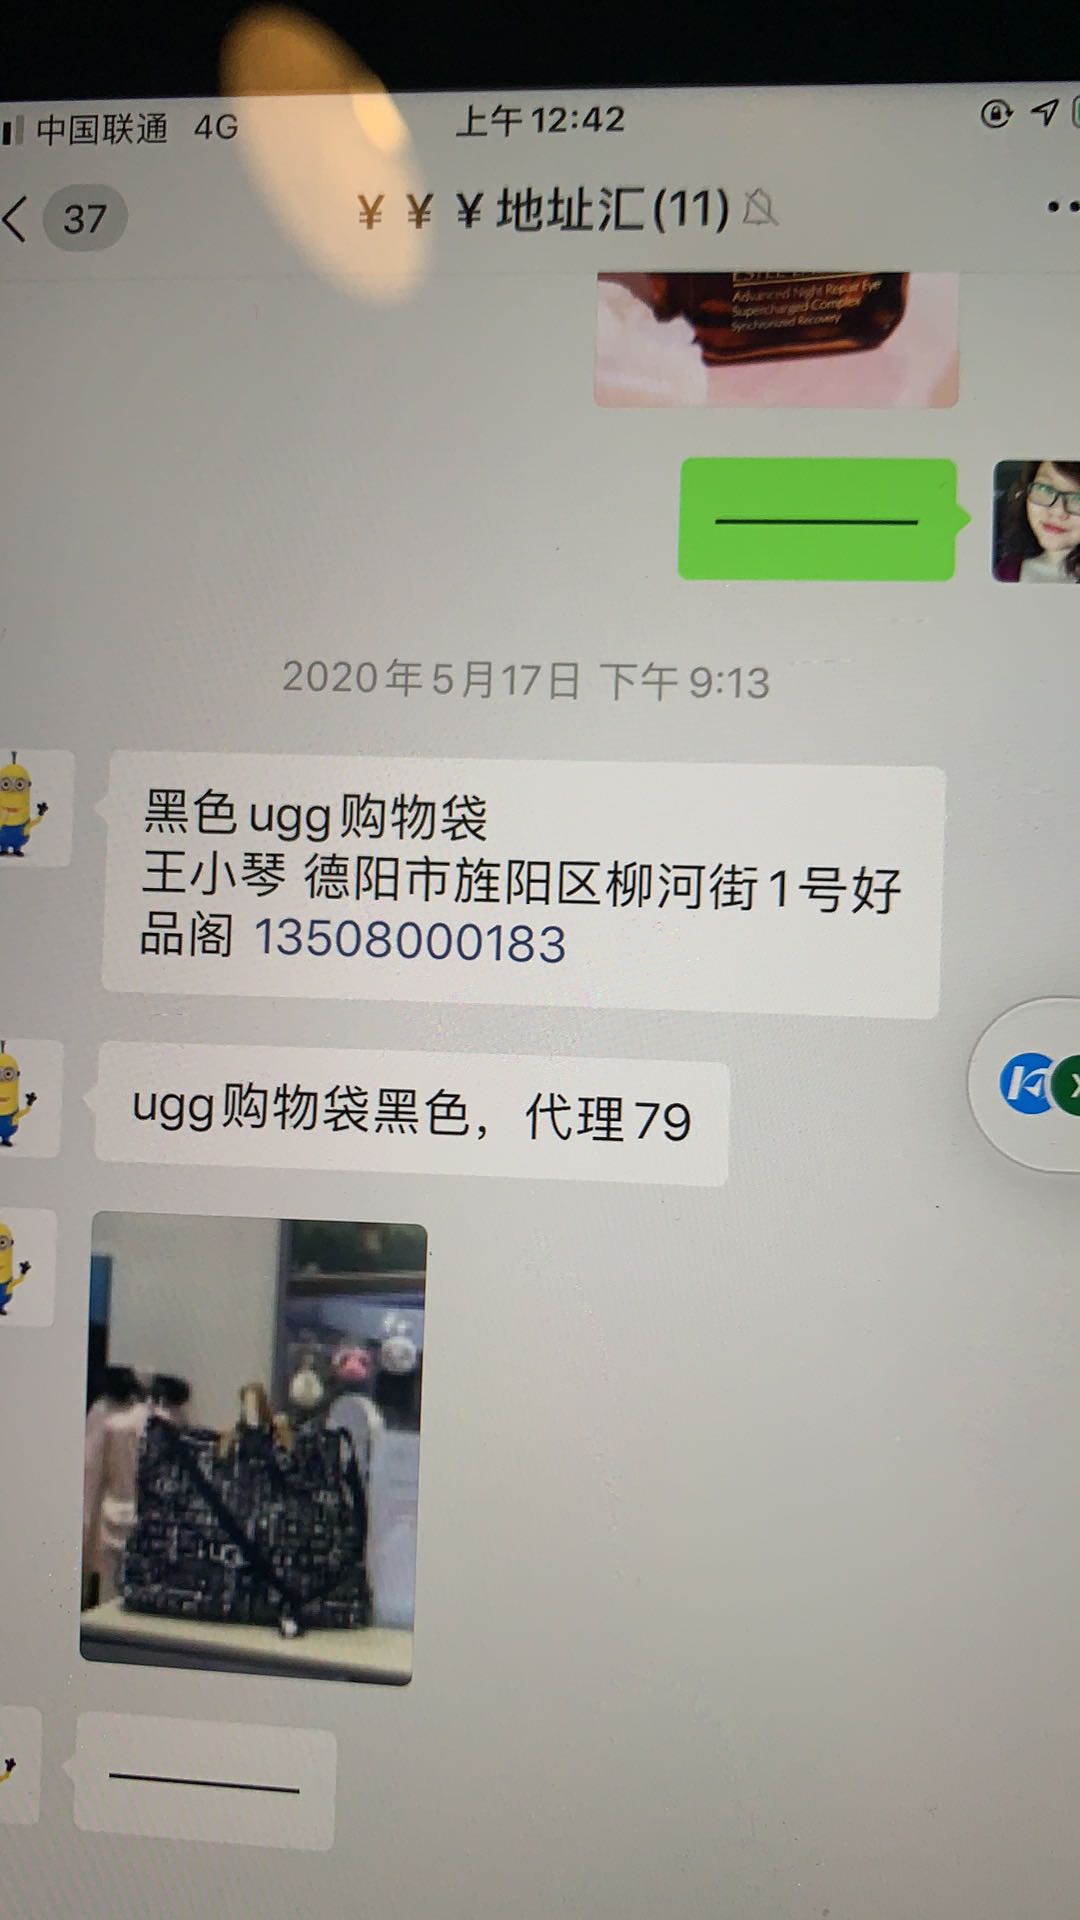 中国联通 4G 上午12:42
37 ¥ ¥ ¥地址汇(11)
Advanced Night Repair Eye
Supercharged Complex
Synchronized Recovery
2020年5月17日 下午9:13
黑色ugg购物袋
王小琴 德阳市旌阳区柳河街1号好
品阁 13508000183
ugg购物袋黑色，代理79